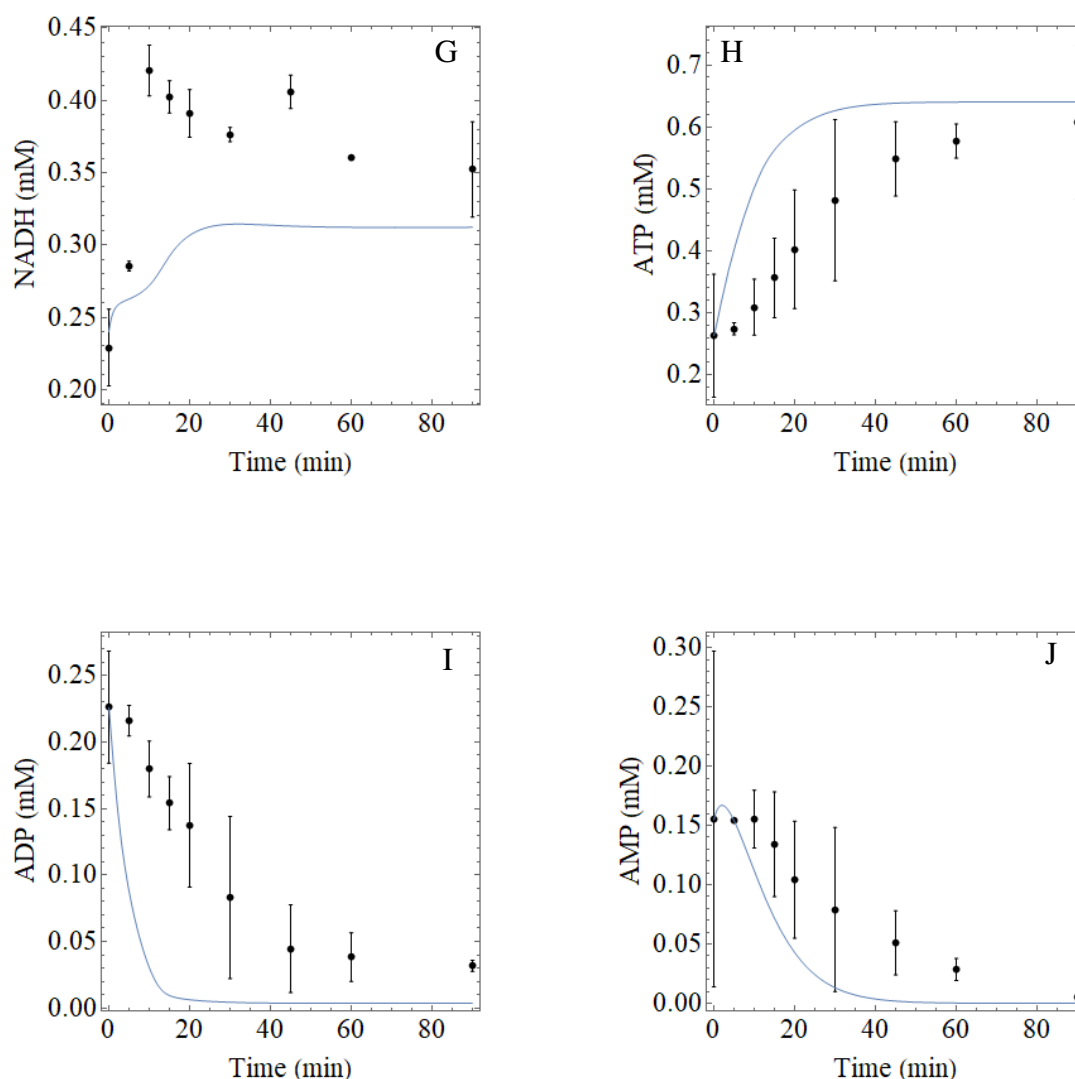 G
NADH (mM)
0.45
0.40
0.35
0.30
0.25
0.20
0 20 40 60 80
Time (min)
H
ATP (mM)
0.7
0.6
0.5
0.4
0.3
0.2
0 20 40 60 80
Time (min)
I
ADP (mM)
0.25
0.20
0.15
0.10
0.05
0.00
0 20 40 60 80
Time (min)
J
AMP (mM)
0.30
0.25
0.20
0.15
0.10
0.05
0.00
0 20 40 60 80
Time (min)